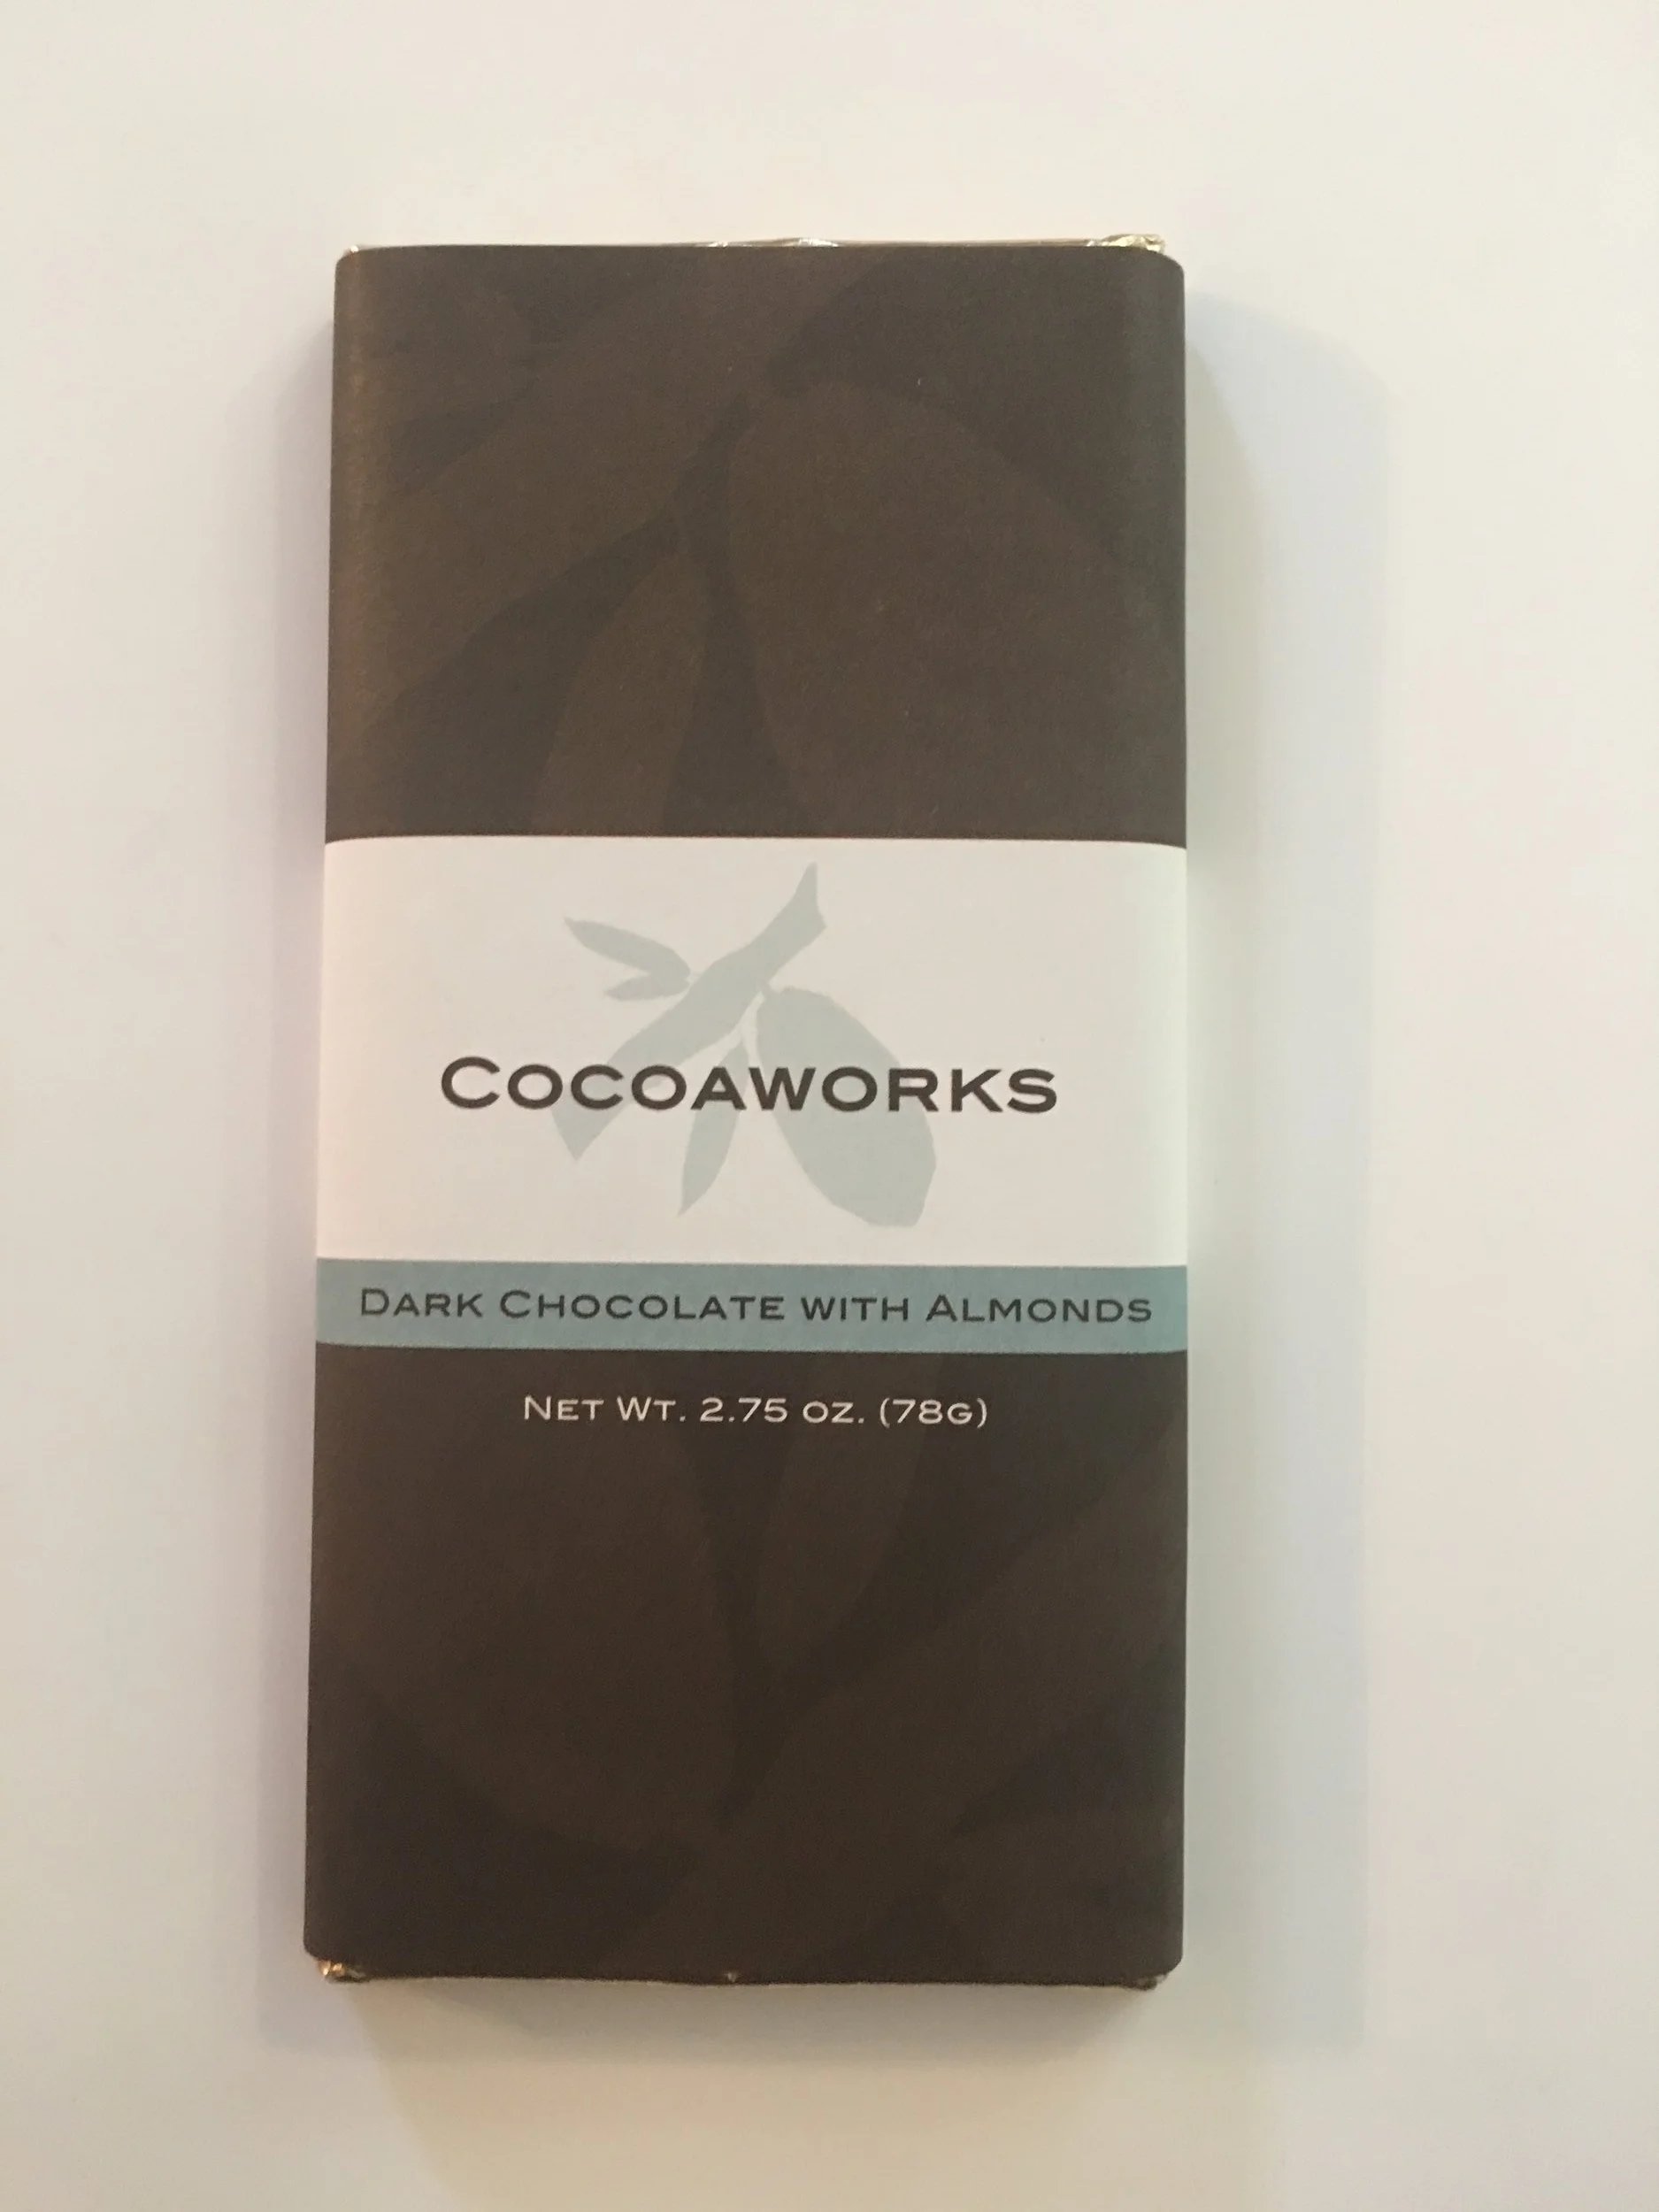 Cocoaworks
Dark Chocolate with Almonds
Net Wt. 2.75 oz. (78g)